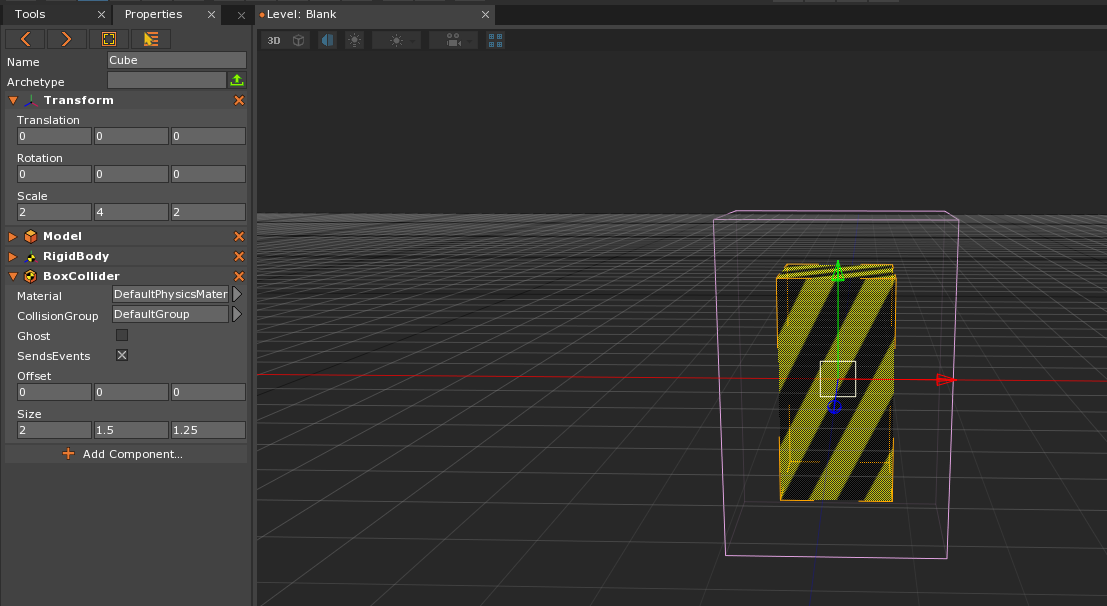 Tools Properties Level: Blank
3D
Name Cube
Archetype
Transform
Translation
0 0 0
Rotation
0 0 0
Scale
2 4 2
Model
RigidBody
BoxCollider
Material DefaultPhysicsMater
CollisionGroup DefaultGroup
Ghost
SendsEvents
Offset
0 0 0
Size
2 1.5 1.25
Add Component...